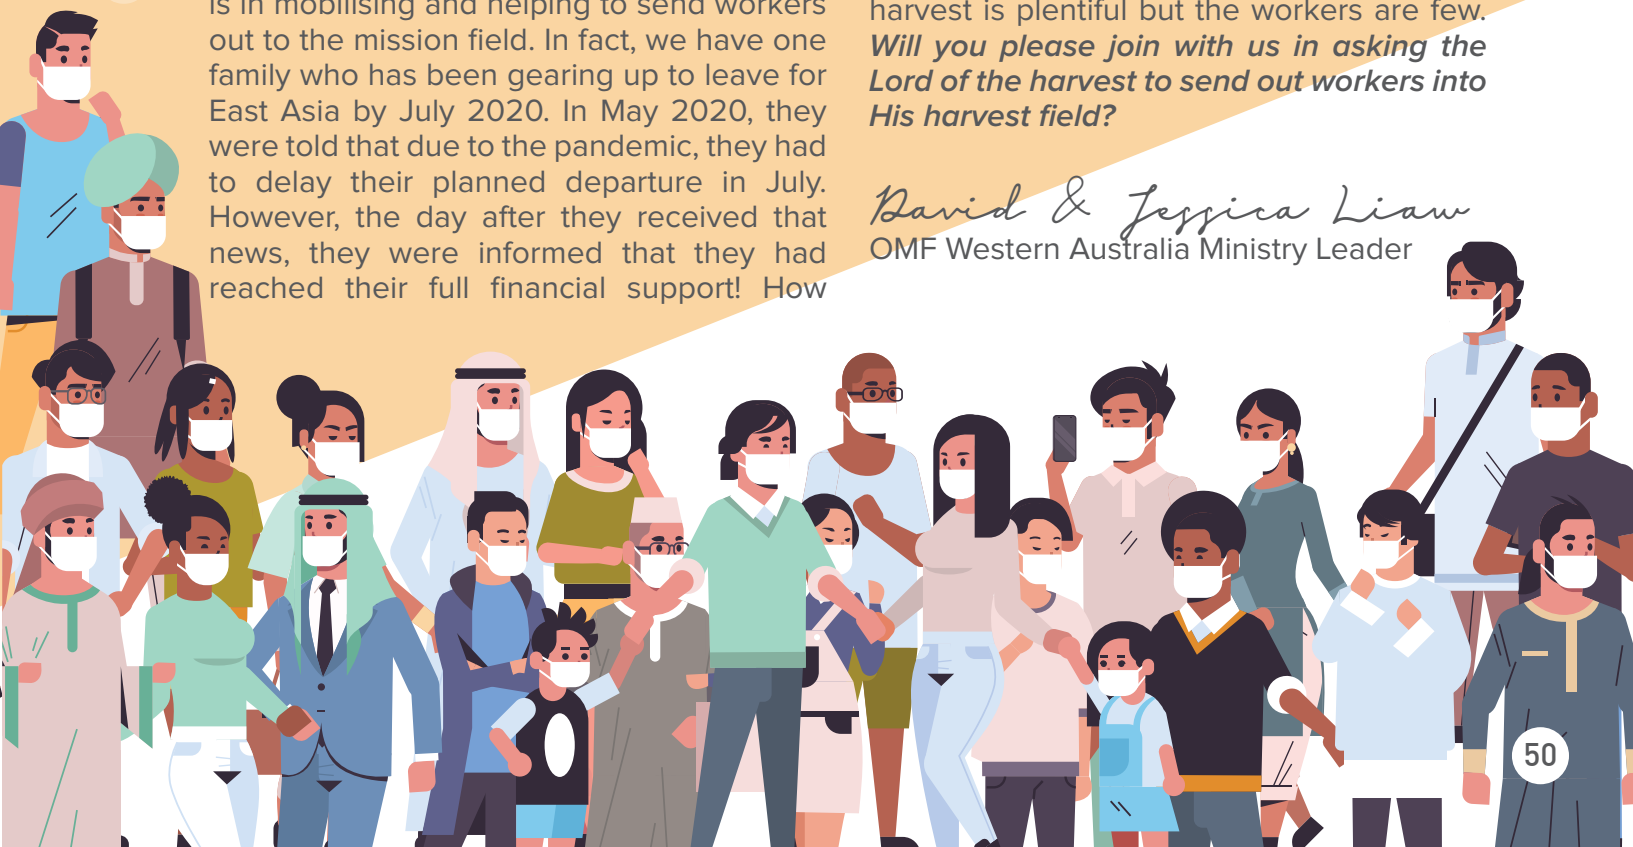 is in mobilising and helping to send workers
out to the mission field. In fact, we have one
family who has been gearing up to leave for
East Asia by July 2020. In May 2020, they
were told that due to the pandemic, they had
to delay their planned departure in July.
However, the day after they received that
news, they were informed that they had
reached their full financial support! How
harvest is plentiful but the workers are few.
Will you please join with us in asking the
Lord of the harvest to send out workers into
His harvest field?
David & Jessica Liaw
OMF Western Australia Ministry Leader
50